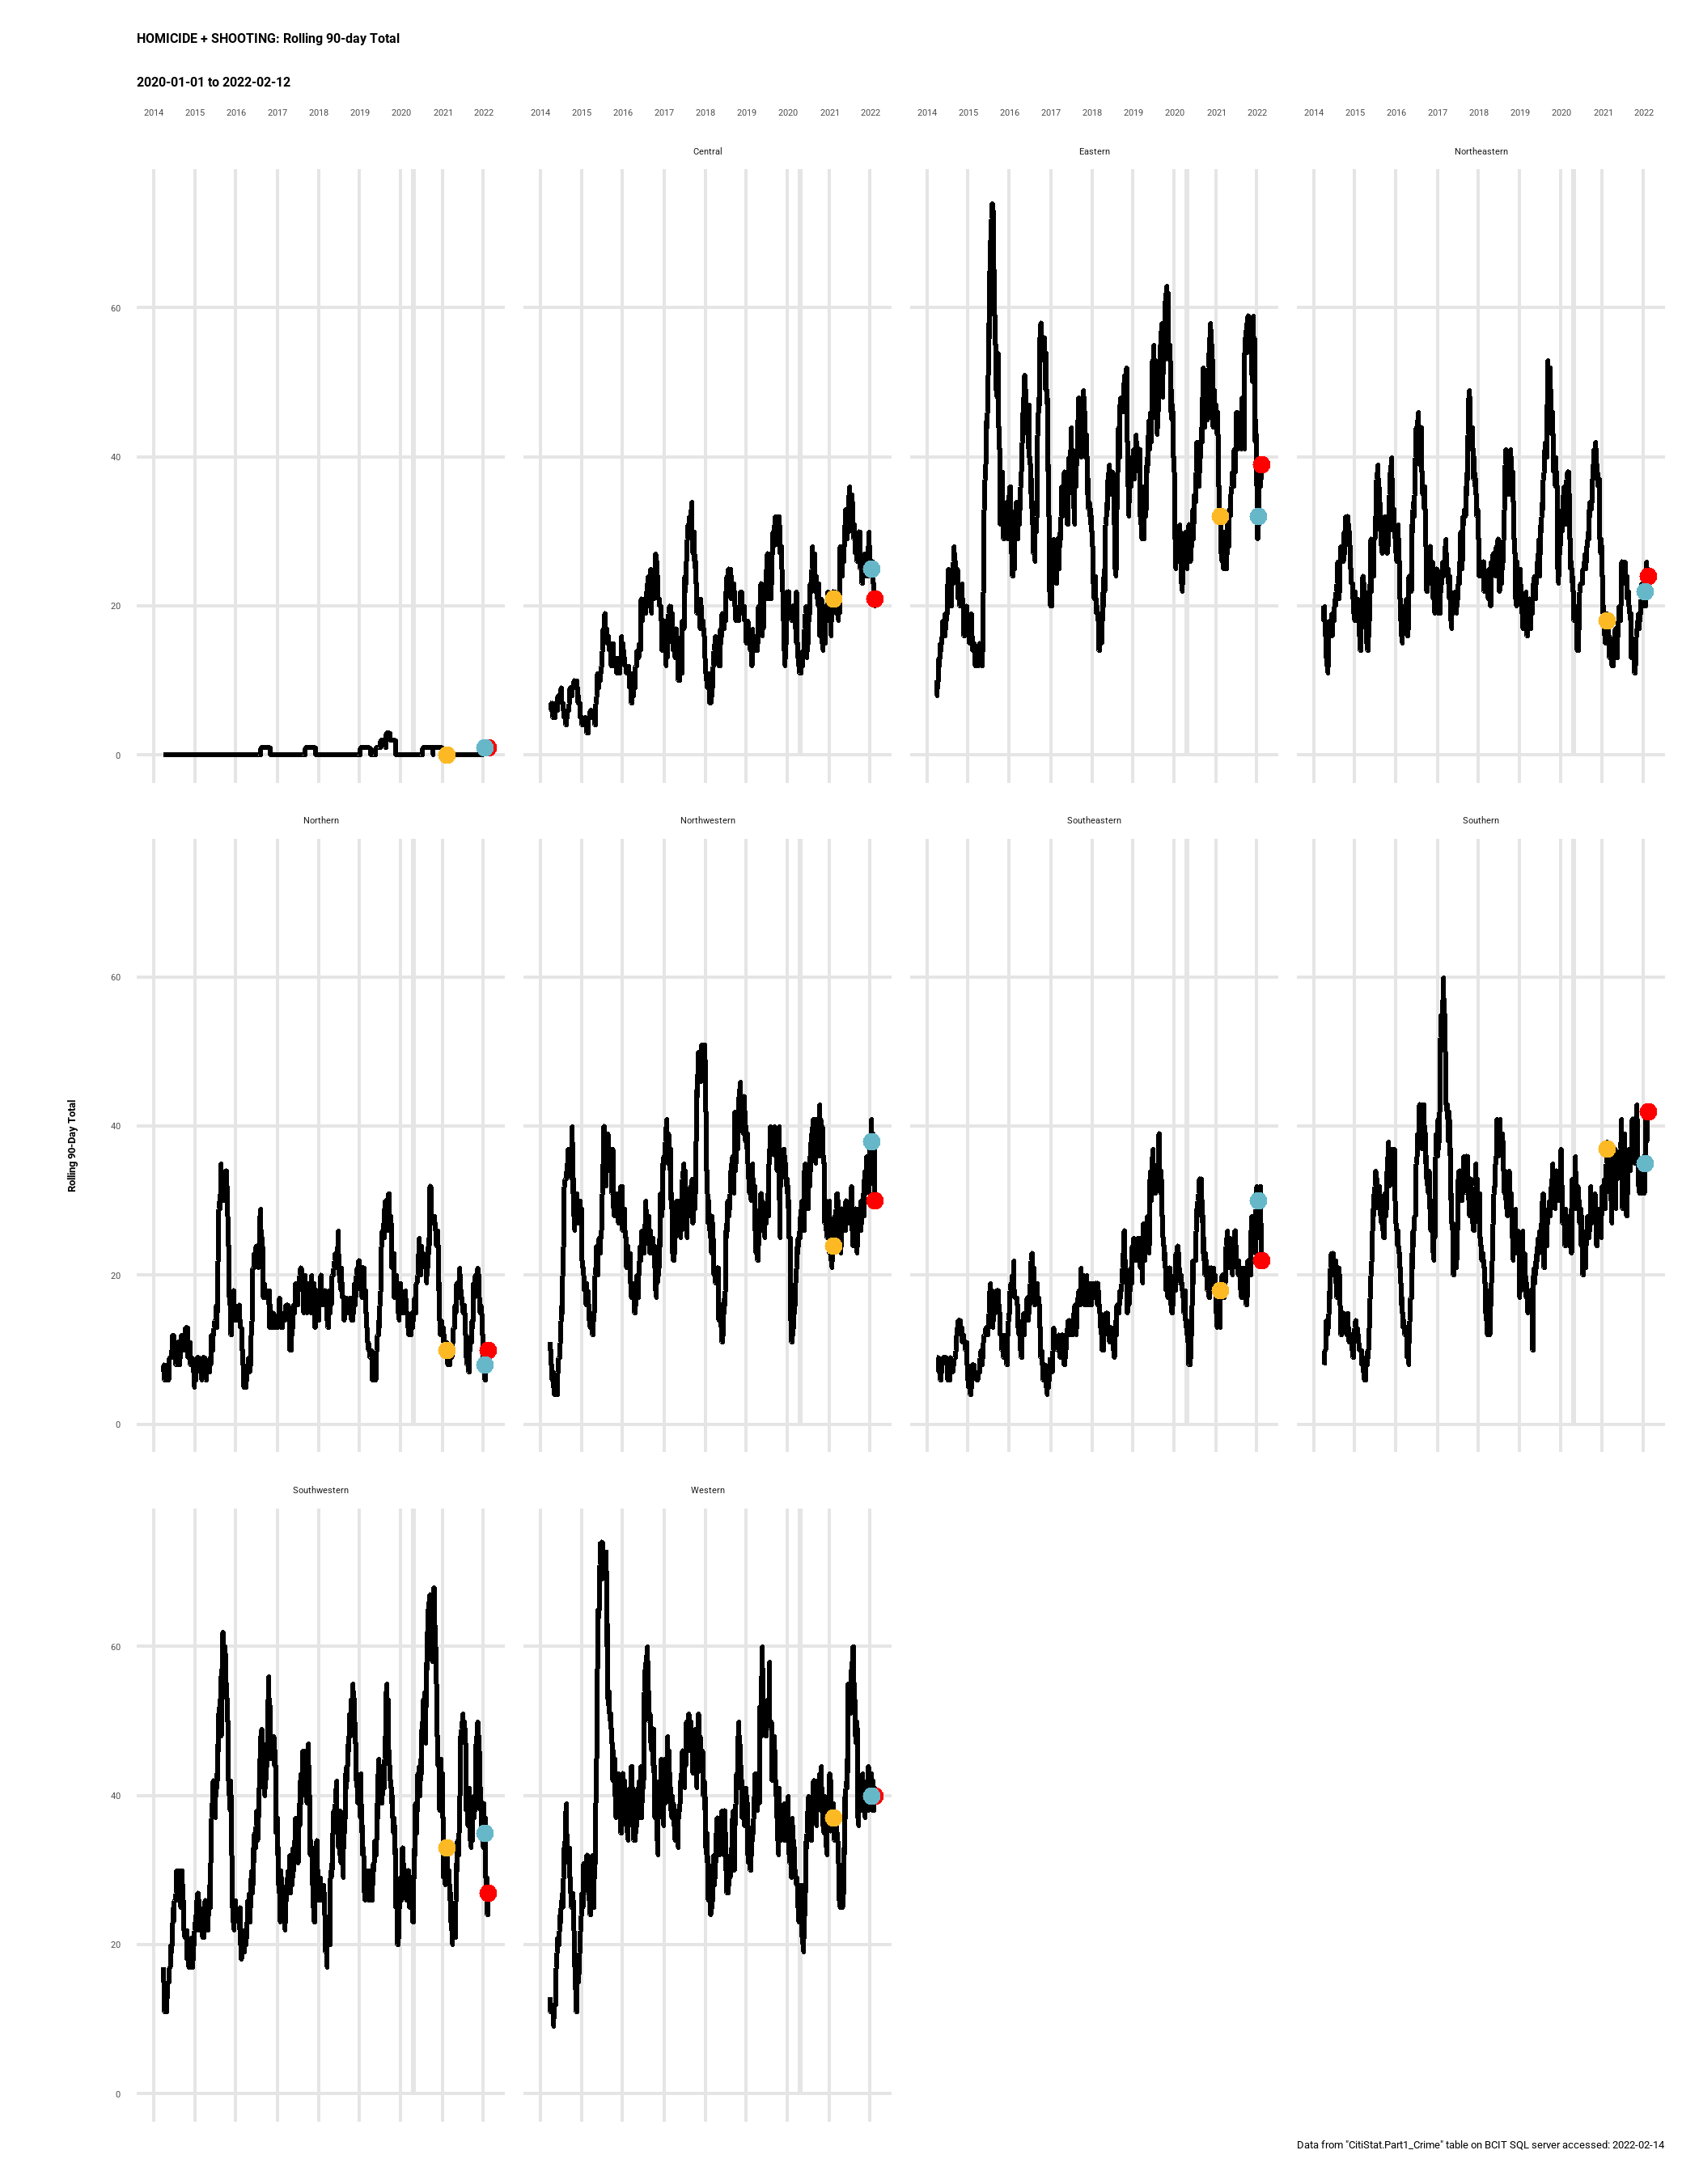 HOMICIDE + SHOOTING: Rolling 90-day Total
2020-01-01 to 2022-02-12
2014 2015 2016 2017 2018 2019 2020 2021 2022 2014 2015 2016 2017 2018 2019 2020 2021 2022 2014 2015 2016 2017 2018 2019 2020 2021 2022 2014 2015 2016 2017 2018 2019 2020 2021 2022
Central Eastern Northeastern
60
40
20
0
Northern Northwestern Southeastern Southern
60
40
20
0
Rolling 90-Day Total
Southwestern Western
60
40
20
0
Data from "CitiStat.Part1_Crime" table on BCIT SQL server accessed: 2022-02-14